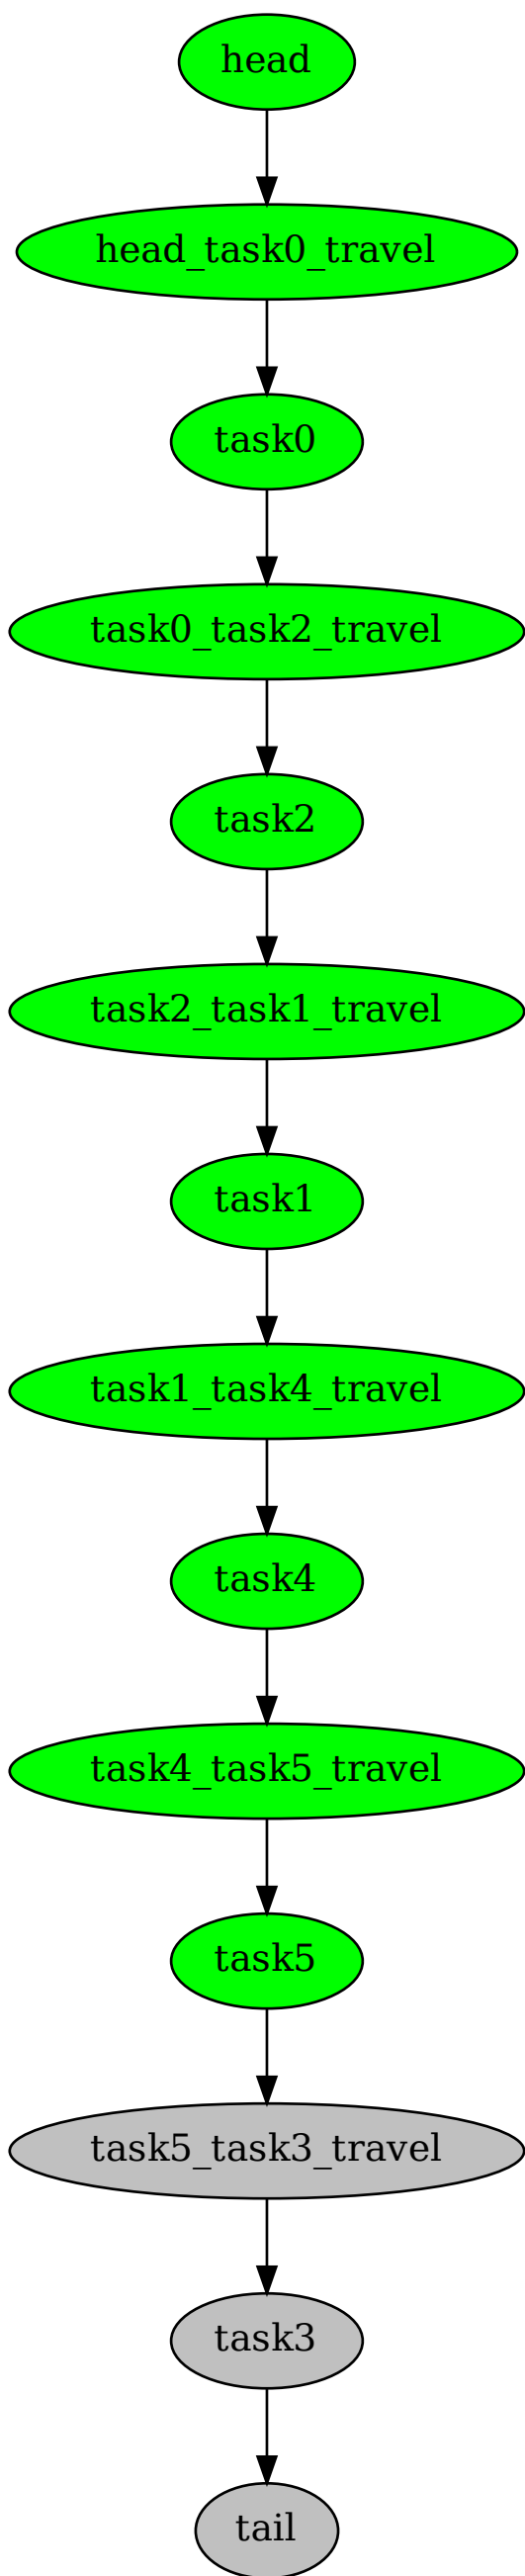 head
head_task0_travel
task0
task0_task2_travel
task2
task2_task1_travel
task1
task1_task4_travel
task4
task4_task5_travel
task5
task5_task3_travel
task3
tail